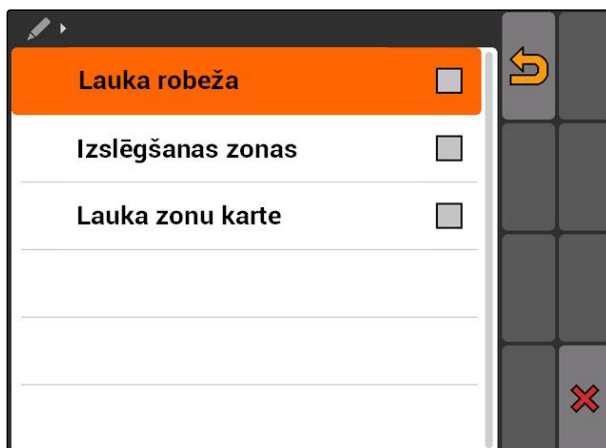 Lauka robeža
Izslēgšanas zonas
Lauka zonu karte